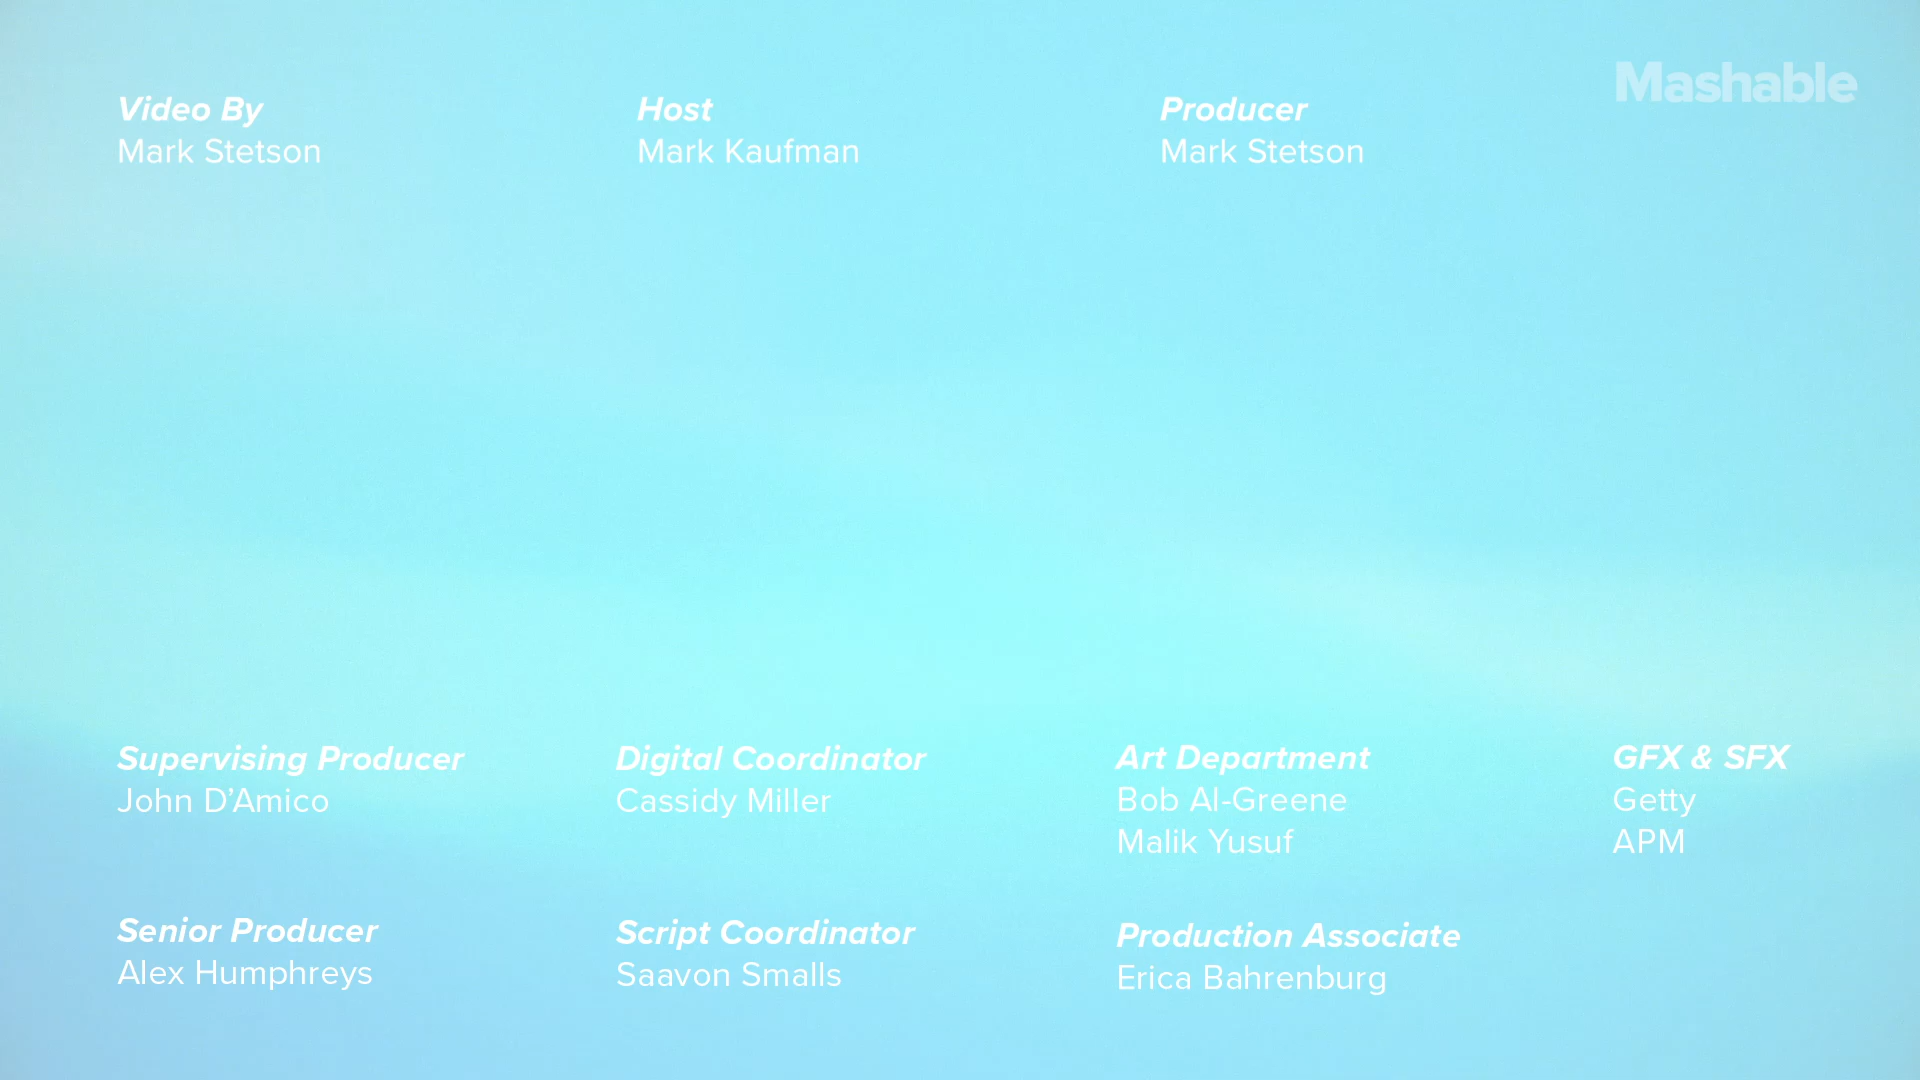 Mashable
Video By
Mark Stetson
Host
Mark Kaufman
Producer
Mark Stetson
Supervising Producer
John D’Amico
Digital Coordinator
Cassidy Miller
Art Department
Bob Al-Greene
Malik Yusuf
GFX & SFX
Getty
APM
Senior Producer
Alex Humphreys
Script Coordinator
Saavon Smalls
Production Associate
Erica Bahrenburg